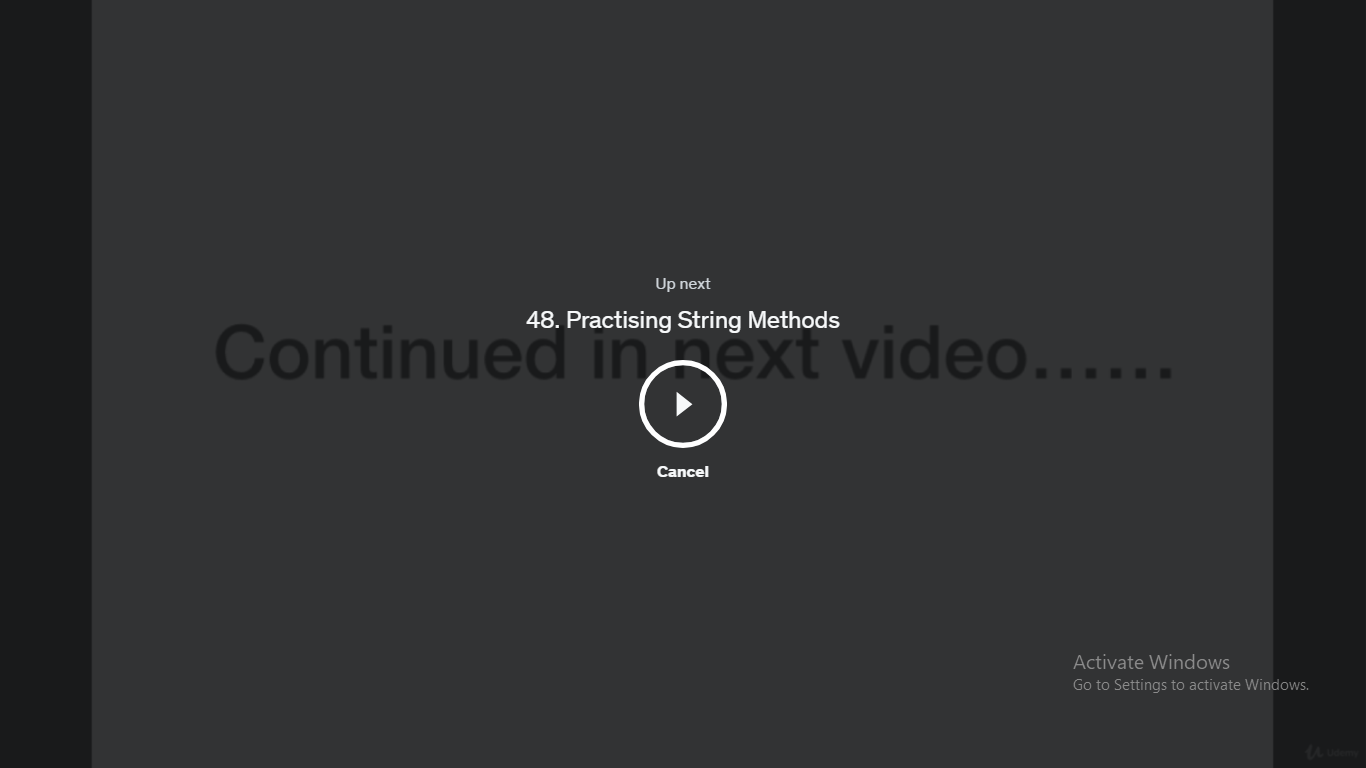 Up next
48. Practising String Methods
Continued in next video......
Cancel
Activate Windows
Go to Settings to activate Windows.
Udemy